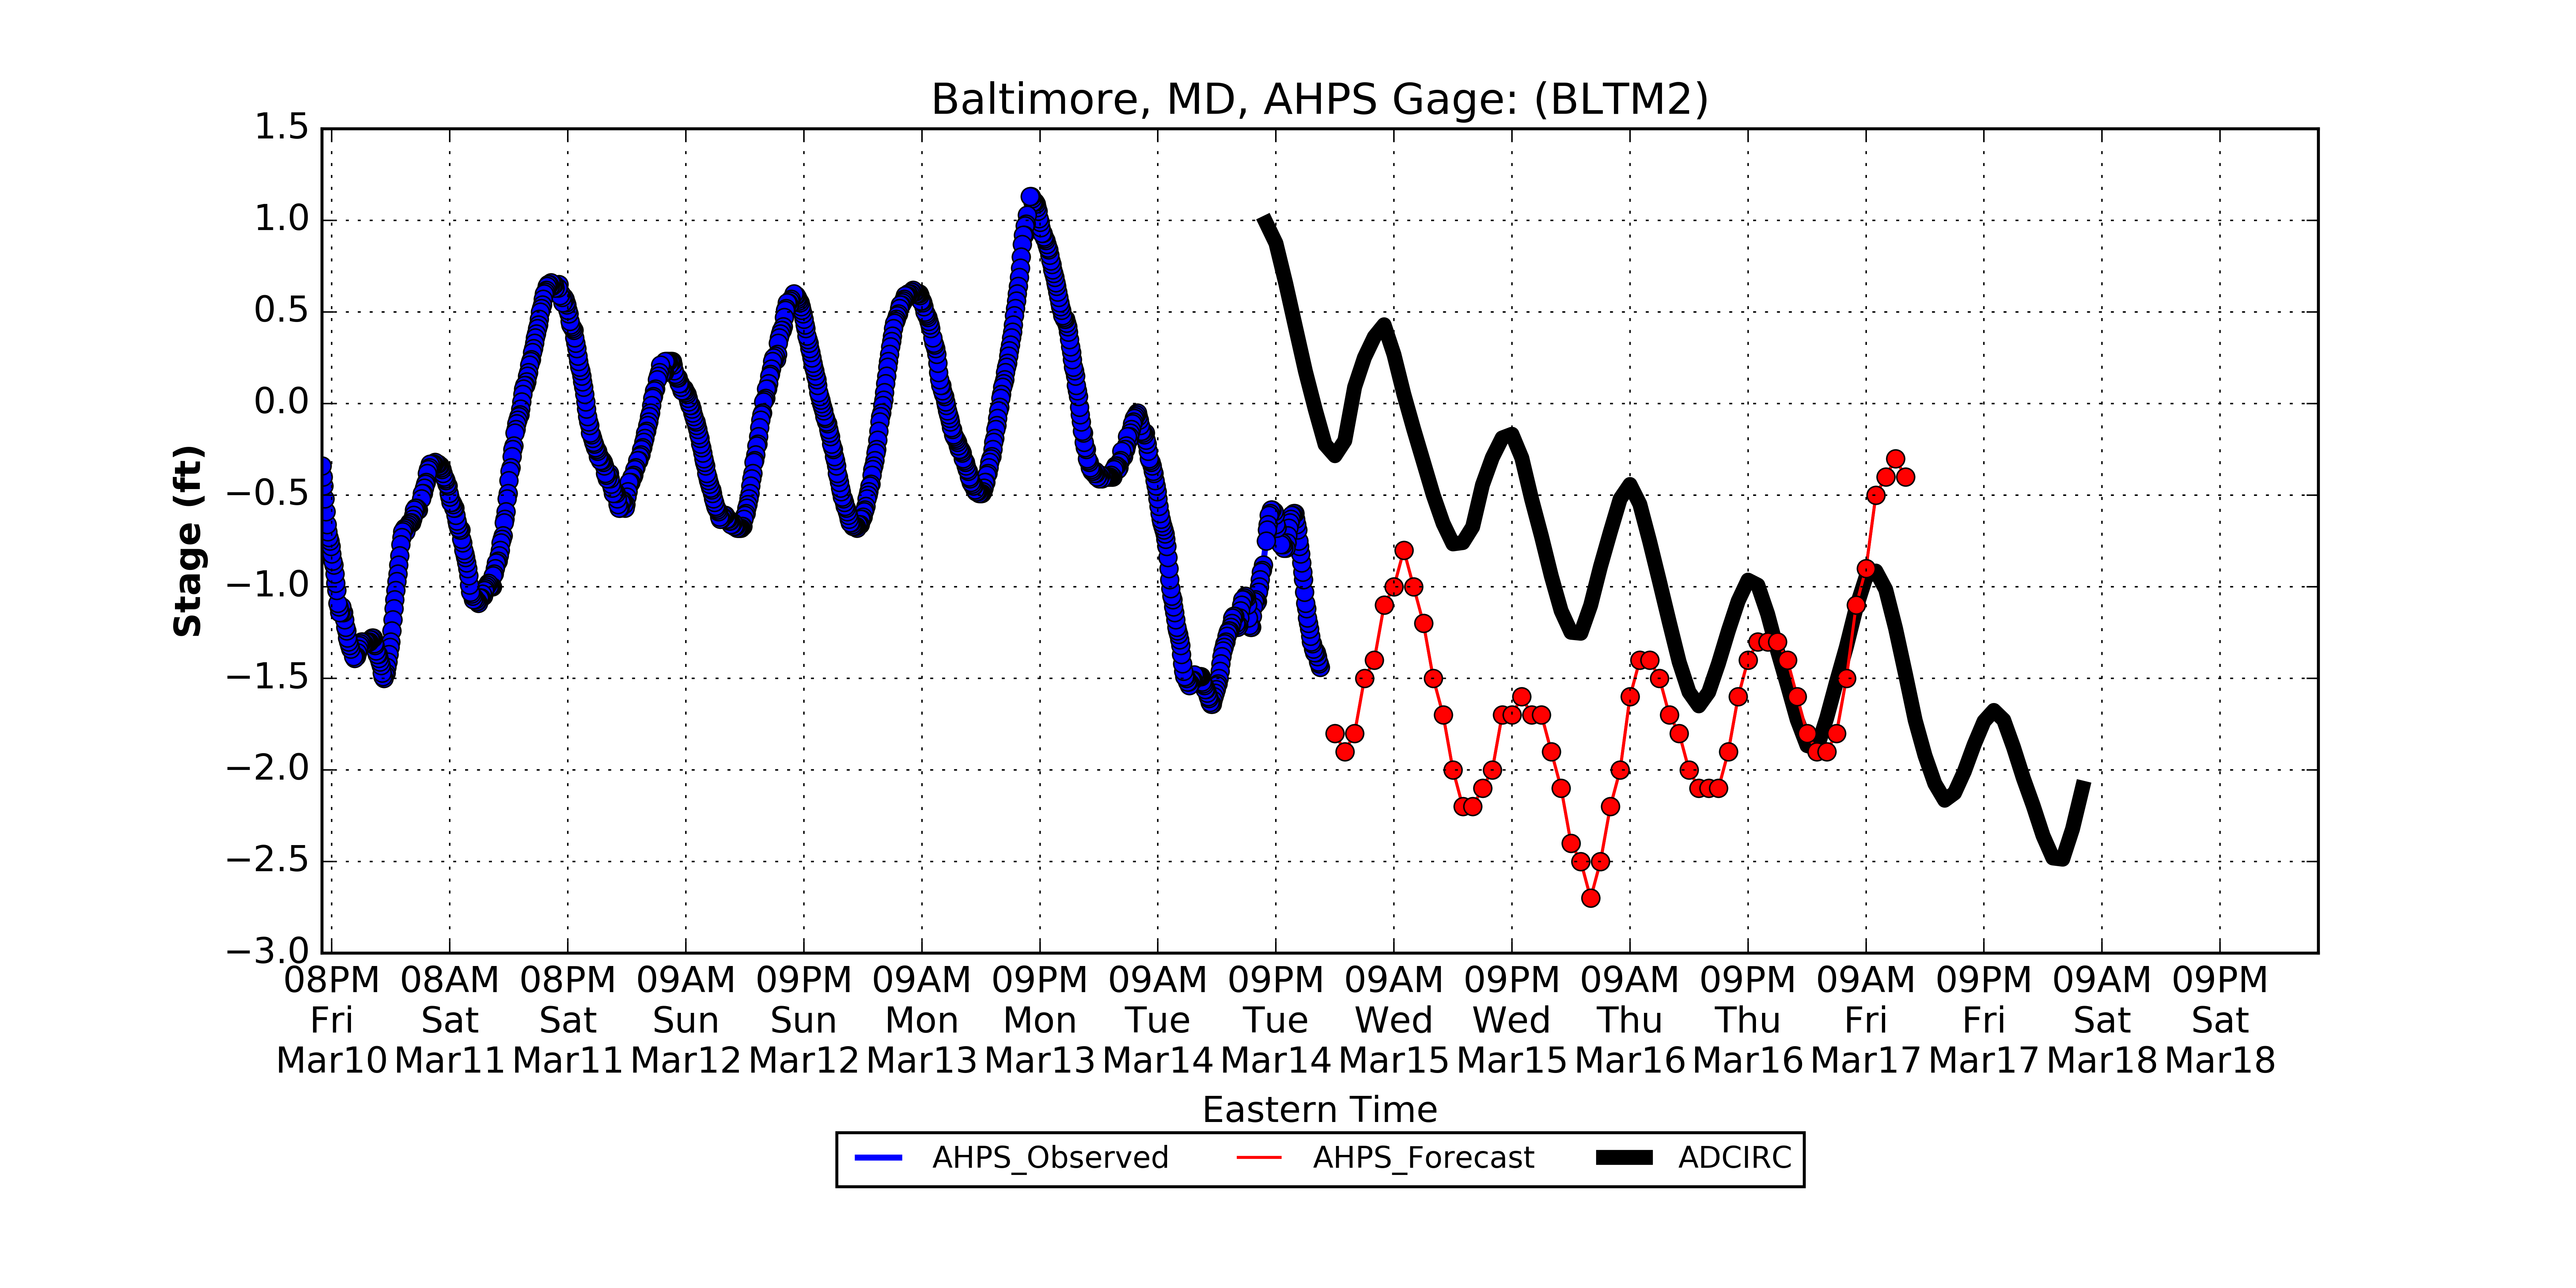 Baltimore, MD, AHPS Gage: (BLTM2)
1.5
1.0
0.5
0.0
−0.5
−1.0
−1.5
−2.0
−2.5
−3.0
Stage (ft)
08PM 08AM 08PM 09AM 09PM 09AM 09PM 09AM 09PM 09AM 09PM 09AM 09PM 09AM 09PM 09AM 09PM
Fri Sat Sat Sun Sun Mon Mon Tue Tue Wed Wed Thu Thu Fri Fri Sat Sat
Mar10 Mar11 Mar11 Mar12 Mar12 Mar13 Mar13 Mar14 Mar14 Mar15 Mar15 Mar16 Mar16 Mar17 Mar17 Mar18 Mar18
Eastern Time
AHPS_Observed AHPS_Forecast ADCIRC